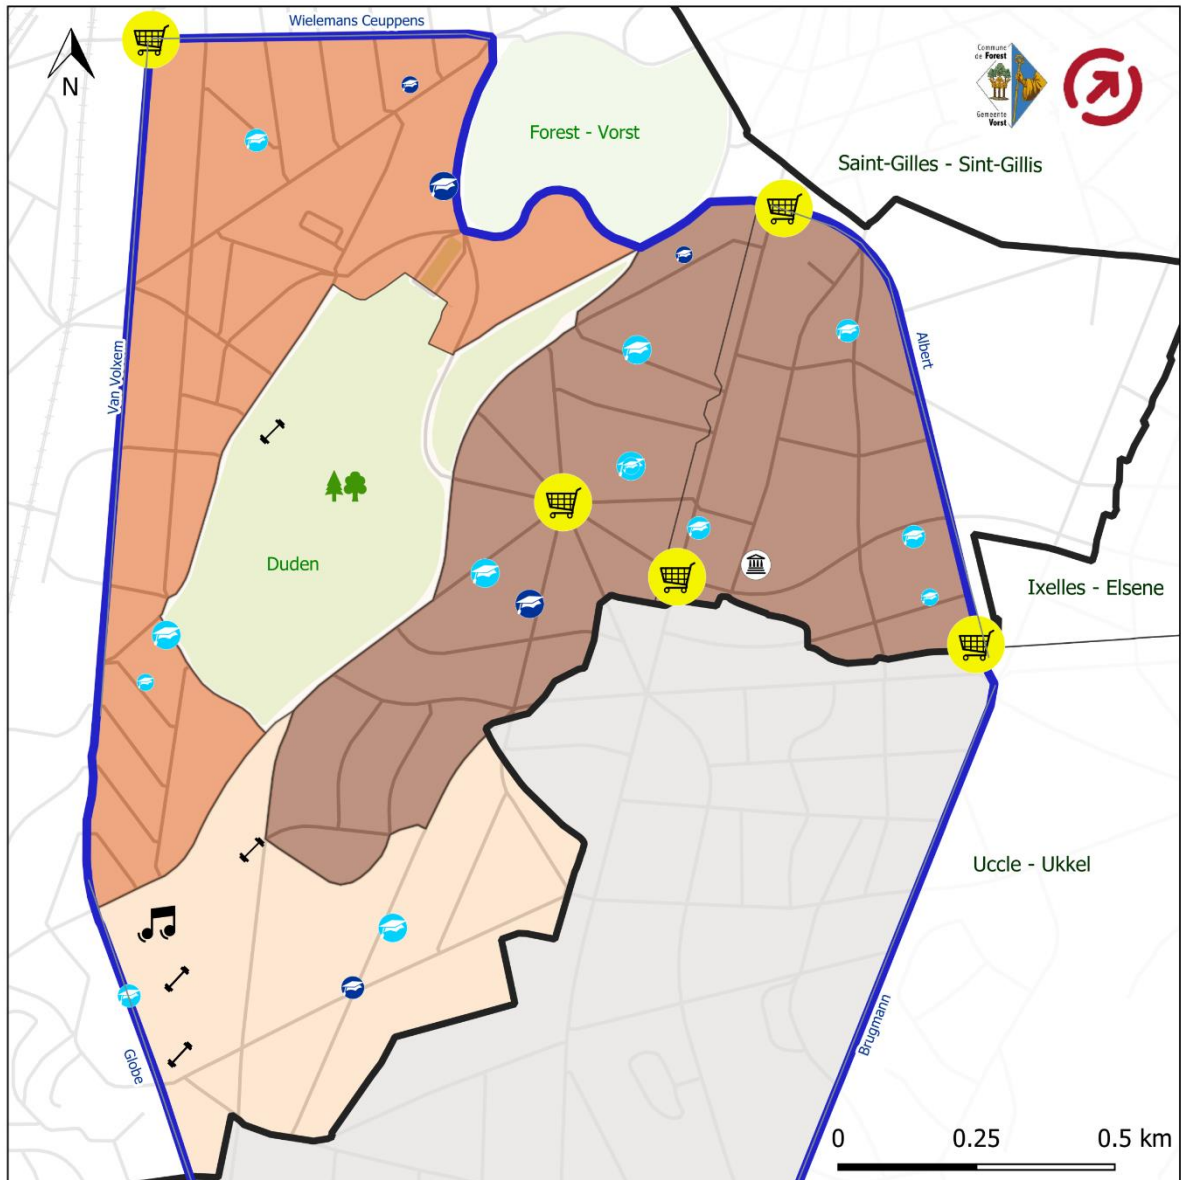 Wielemans Ceuppens
N
Commune
de Forest
Gemeente
Vorst
Forest - Vorst
Saint-Gilles - Sint-Gillis
Van Volxem
Albert
Duden
Ixelles - Elsene
Uccle - Ukkel
Globe
Brugmann
0 0.25 0.5 km